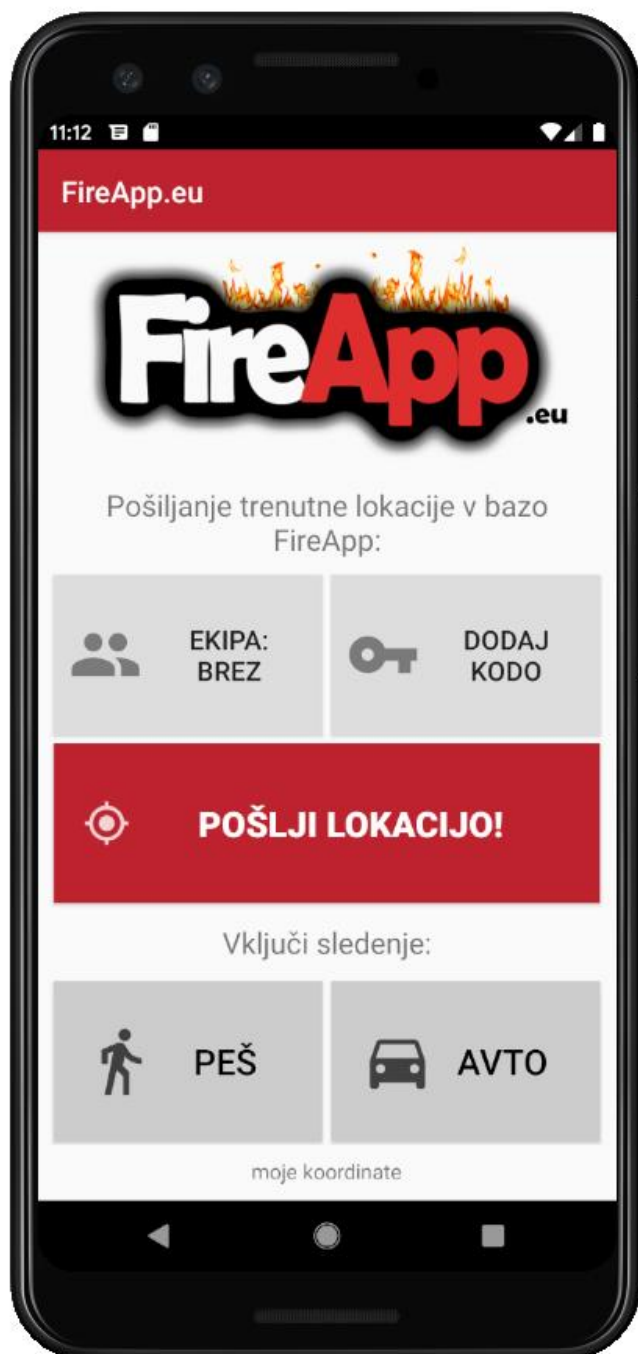 11:12
FireApp.eu
FireApp
.eu
Pošiljanje trenutne lokacije v bazo
FireApp:
EKIPA:
BREZ
DODAJ
KODO
POŠLJI LOKACIJO!
Vključi sledenje:
PEŠ
AVTO
moje koordinate